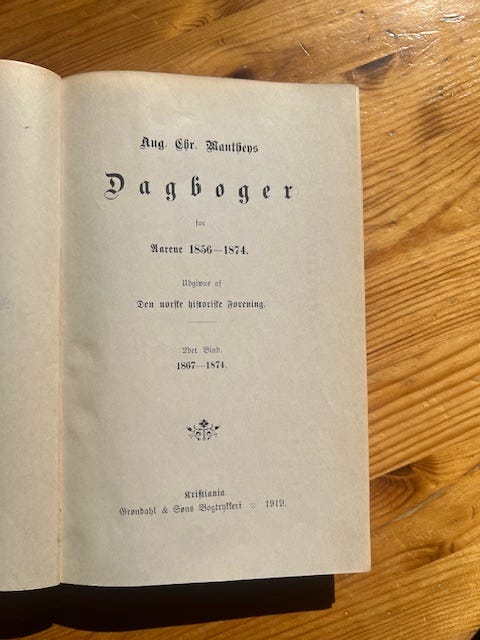 Aug. Chr. Mantheys
Dagbøger
for
Aarene 1856—1874.
Udgivne af
Den norske historiske Forening.
2det Bind.
1867—1874.
Kristiania.
Grøndahl & Søns Bogtrykkeri :: 1919.